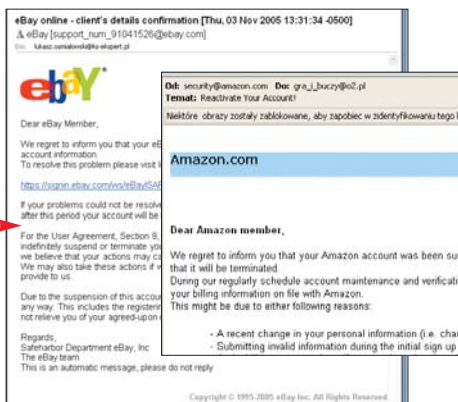 eBay online - client's details confirmation [Thu, 03 Nov 2005 13:31:34 -0500]
eBay [support_num_91041526@ebay.com]
ebY
Dear eBay Member,
We regret to inform you that your eB
account information.
To resolve this problem please visit l
https://signin.ebay.com/ws/eBayISAP
If your problems could not be resolve
after this period your account will be
For the User Agreement, Section 9,
indefinitely suspend or terminate you
we believe that your actions may ca
We may also take these actions if w
provide to us.
Due to the suspension of this accou
any way. This includes the registerin
not relieve you of your agreed-upon
Regards,
Safeharbor Department eBay, Inc
The eBay team
This is an automatic message, please do not reply
Copyright © 1995-2005 eBay Inc. All Rights Reserved.
Od: security@amazon.com Do: gra_j_buczy@o2.pl
Temat: Reactivate Your Account!
Niektóre obrazy zostały zablokowane, aby zapobiec w zidentyfikowaniu tego k
Amazon.com
Dear Amazon member,
We regret to inform you that your Amazon account was been su
that it will be terminated.
During our regularly schedule account maintenance and verificati
your billing information on file with Amazon.
This might be due to either following reasons:
- A recent change in your personal information (i.e. char
- Submitting invalid information during the initial sign up